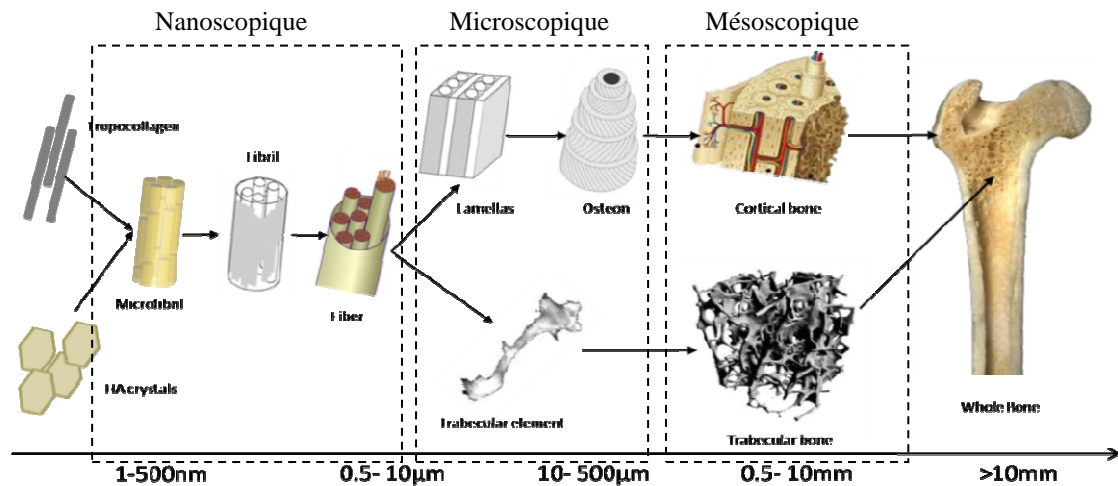 Nanoscopique
Microscopique
Mésoscopique
Tropocollagen
Fibril
Lamellas
Osteon
Cortical bone
Microfibril
Fiber
HAcrystals
Trabecular element
Trabecular bone
Whole Bone
1-500nm
0.5-10µm
10- 500µm
0.5- 10mm
>10mm